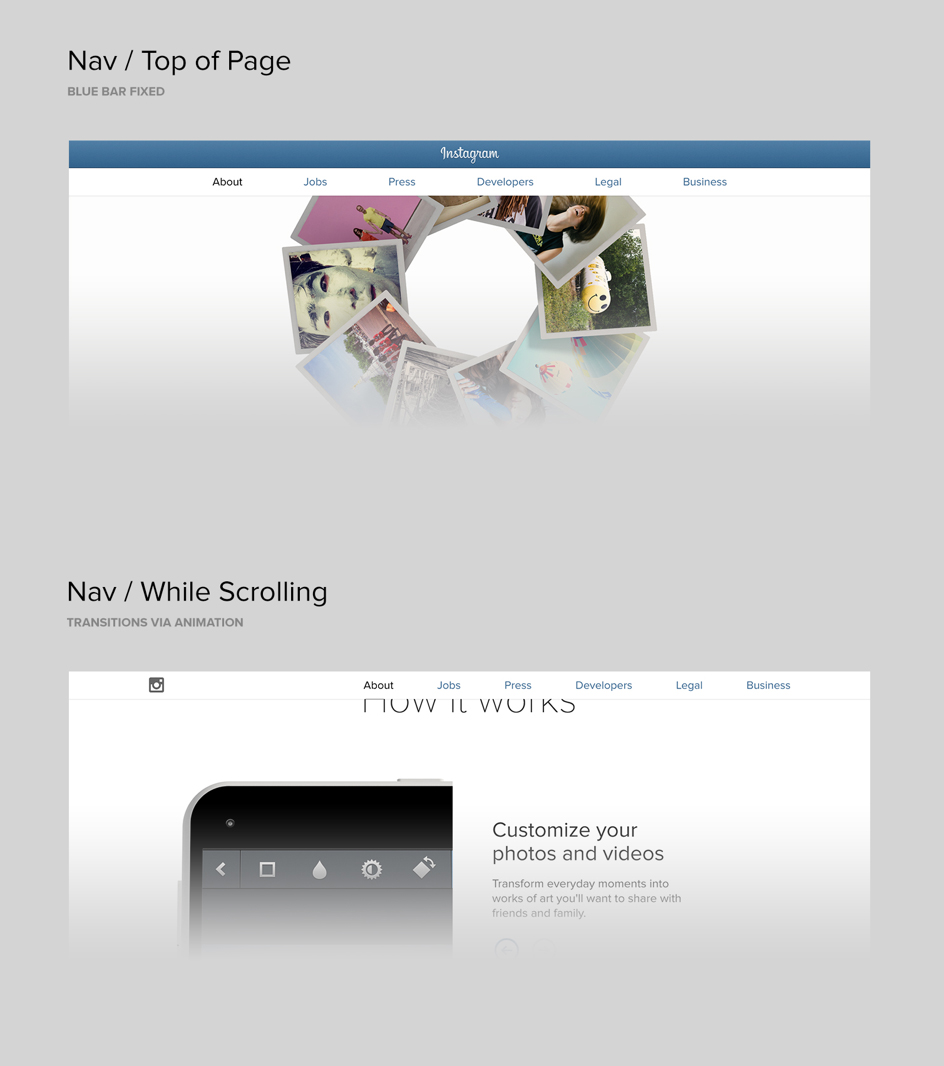 Nav / Top of Page
BLUE BAR FIXED
Instagram
About Jobs Press Developers Legal Business
Nav / While Scrolling
TRANSITIONS VIA ANIMATION
About Jobs Press Developers Legal Business
How it works
Customize your
photos and videos
Transform everyday moments into
works of art you'll want to share with
friends and family.